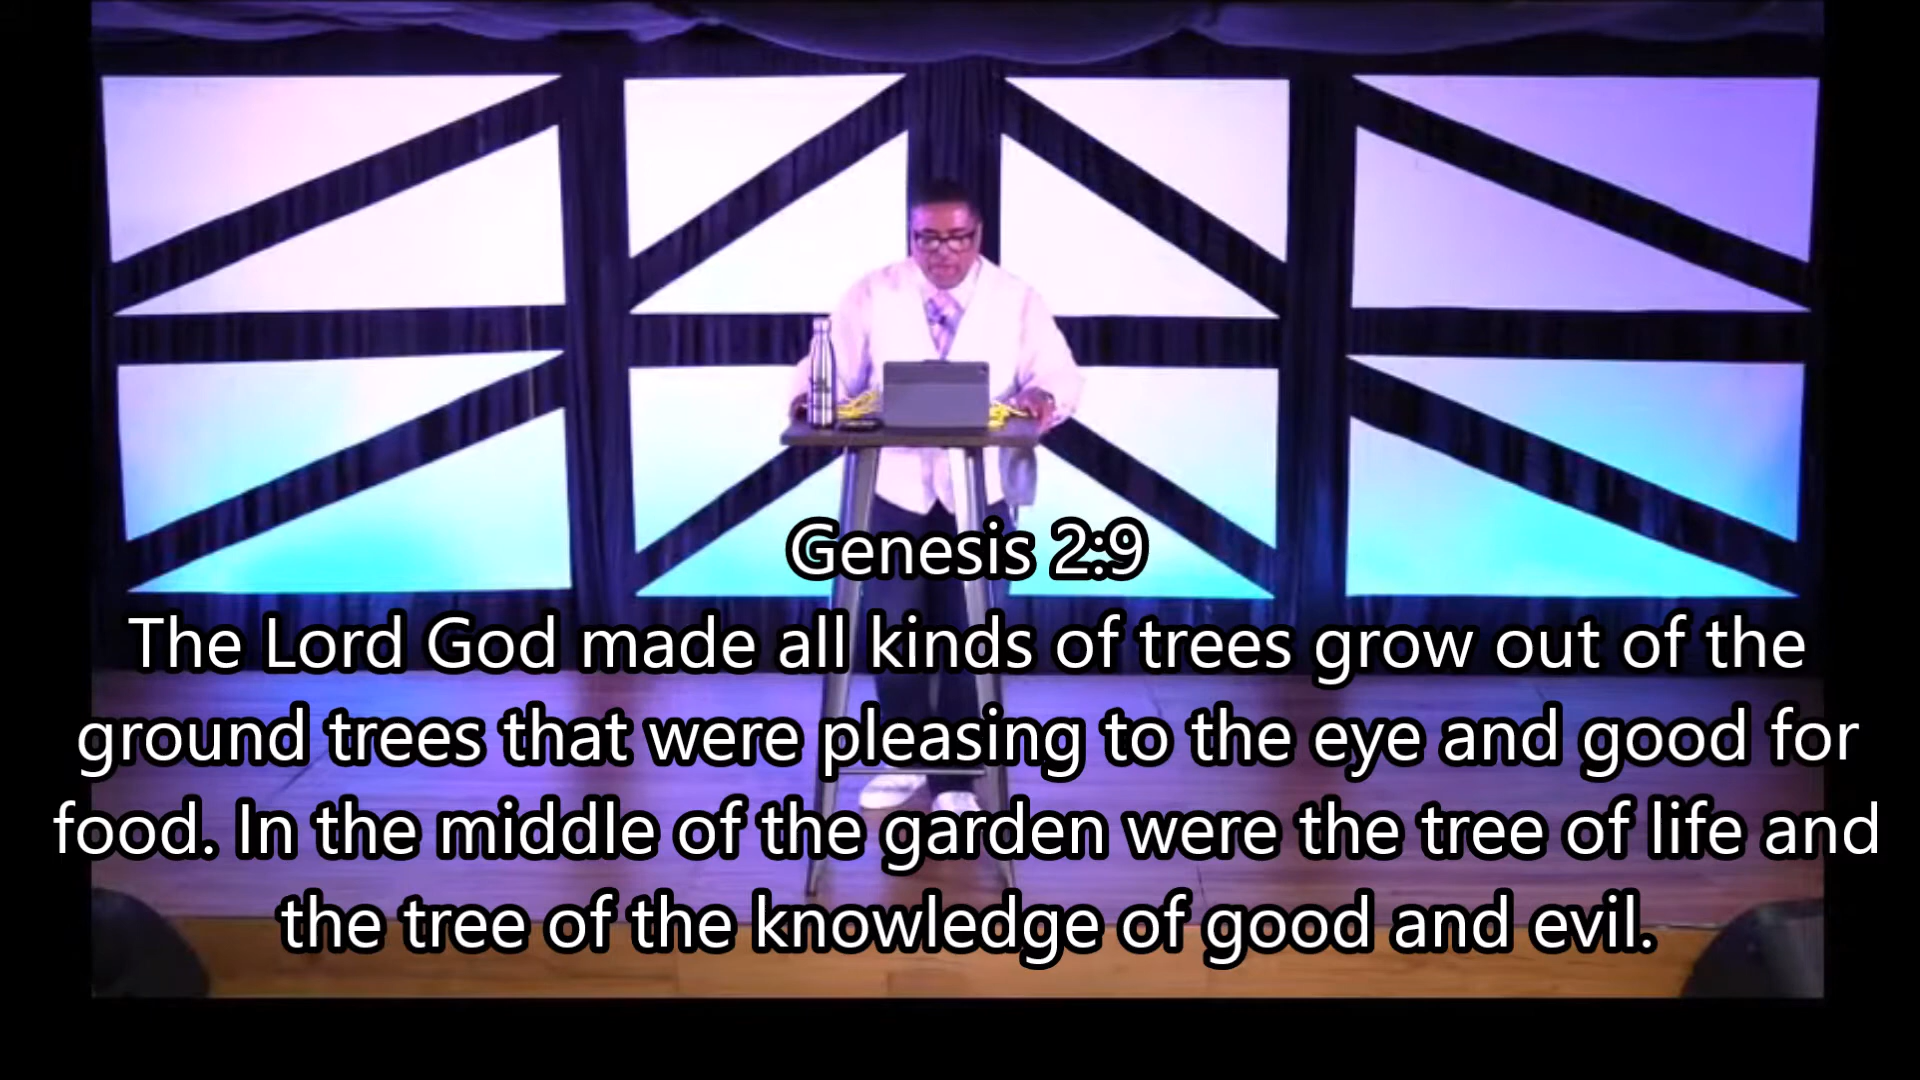 Genesis 2:9
The Lord God made all kinds of trees grow out of the
ground trees that were pleasing to the eye and good for
food. In the middle of the garden were the tree of life and
the tree of the knowledge of good and evil.